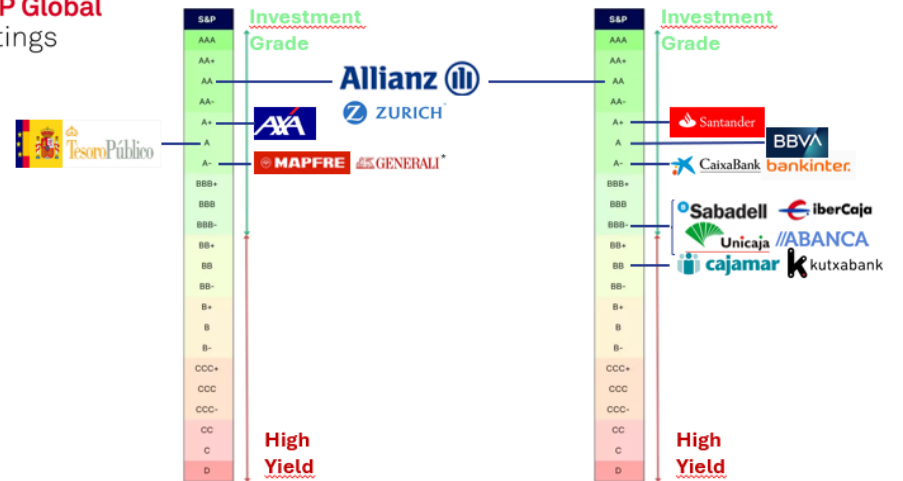 P Global
tings
S&P
AAA
AA+
AA
AA-
A+
A
A-
BBB+
BBB
BBB-
BB+
BB
BB-
B+
B
B-
CCC+
CCC
CCC-
CC
C
D
Investment
Grade
High
Yield
Tesoro Público
Allianz
Z ZURICH
AXA
MAPFRE
GENERALI*
S&P
AAA
AA+
AA
AA-
A+
A
A-
BBB+
BBB
BBB-
BB+
BB
BB-
B+
B
B-
CCC+
CCC
CCC-
CC
C
D
Investment
Grade
Santander
BBVA
CaixaBank bankinter.
B Sabadell iberCaja
Unicaja //ABANCA
cajamar k kutxabank
High
Yield